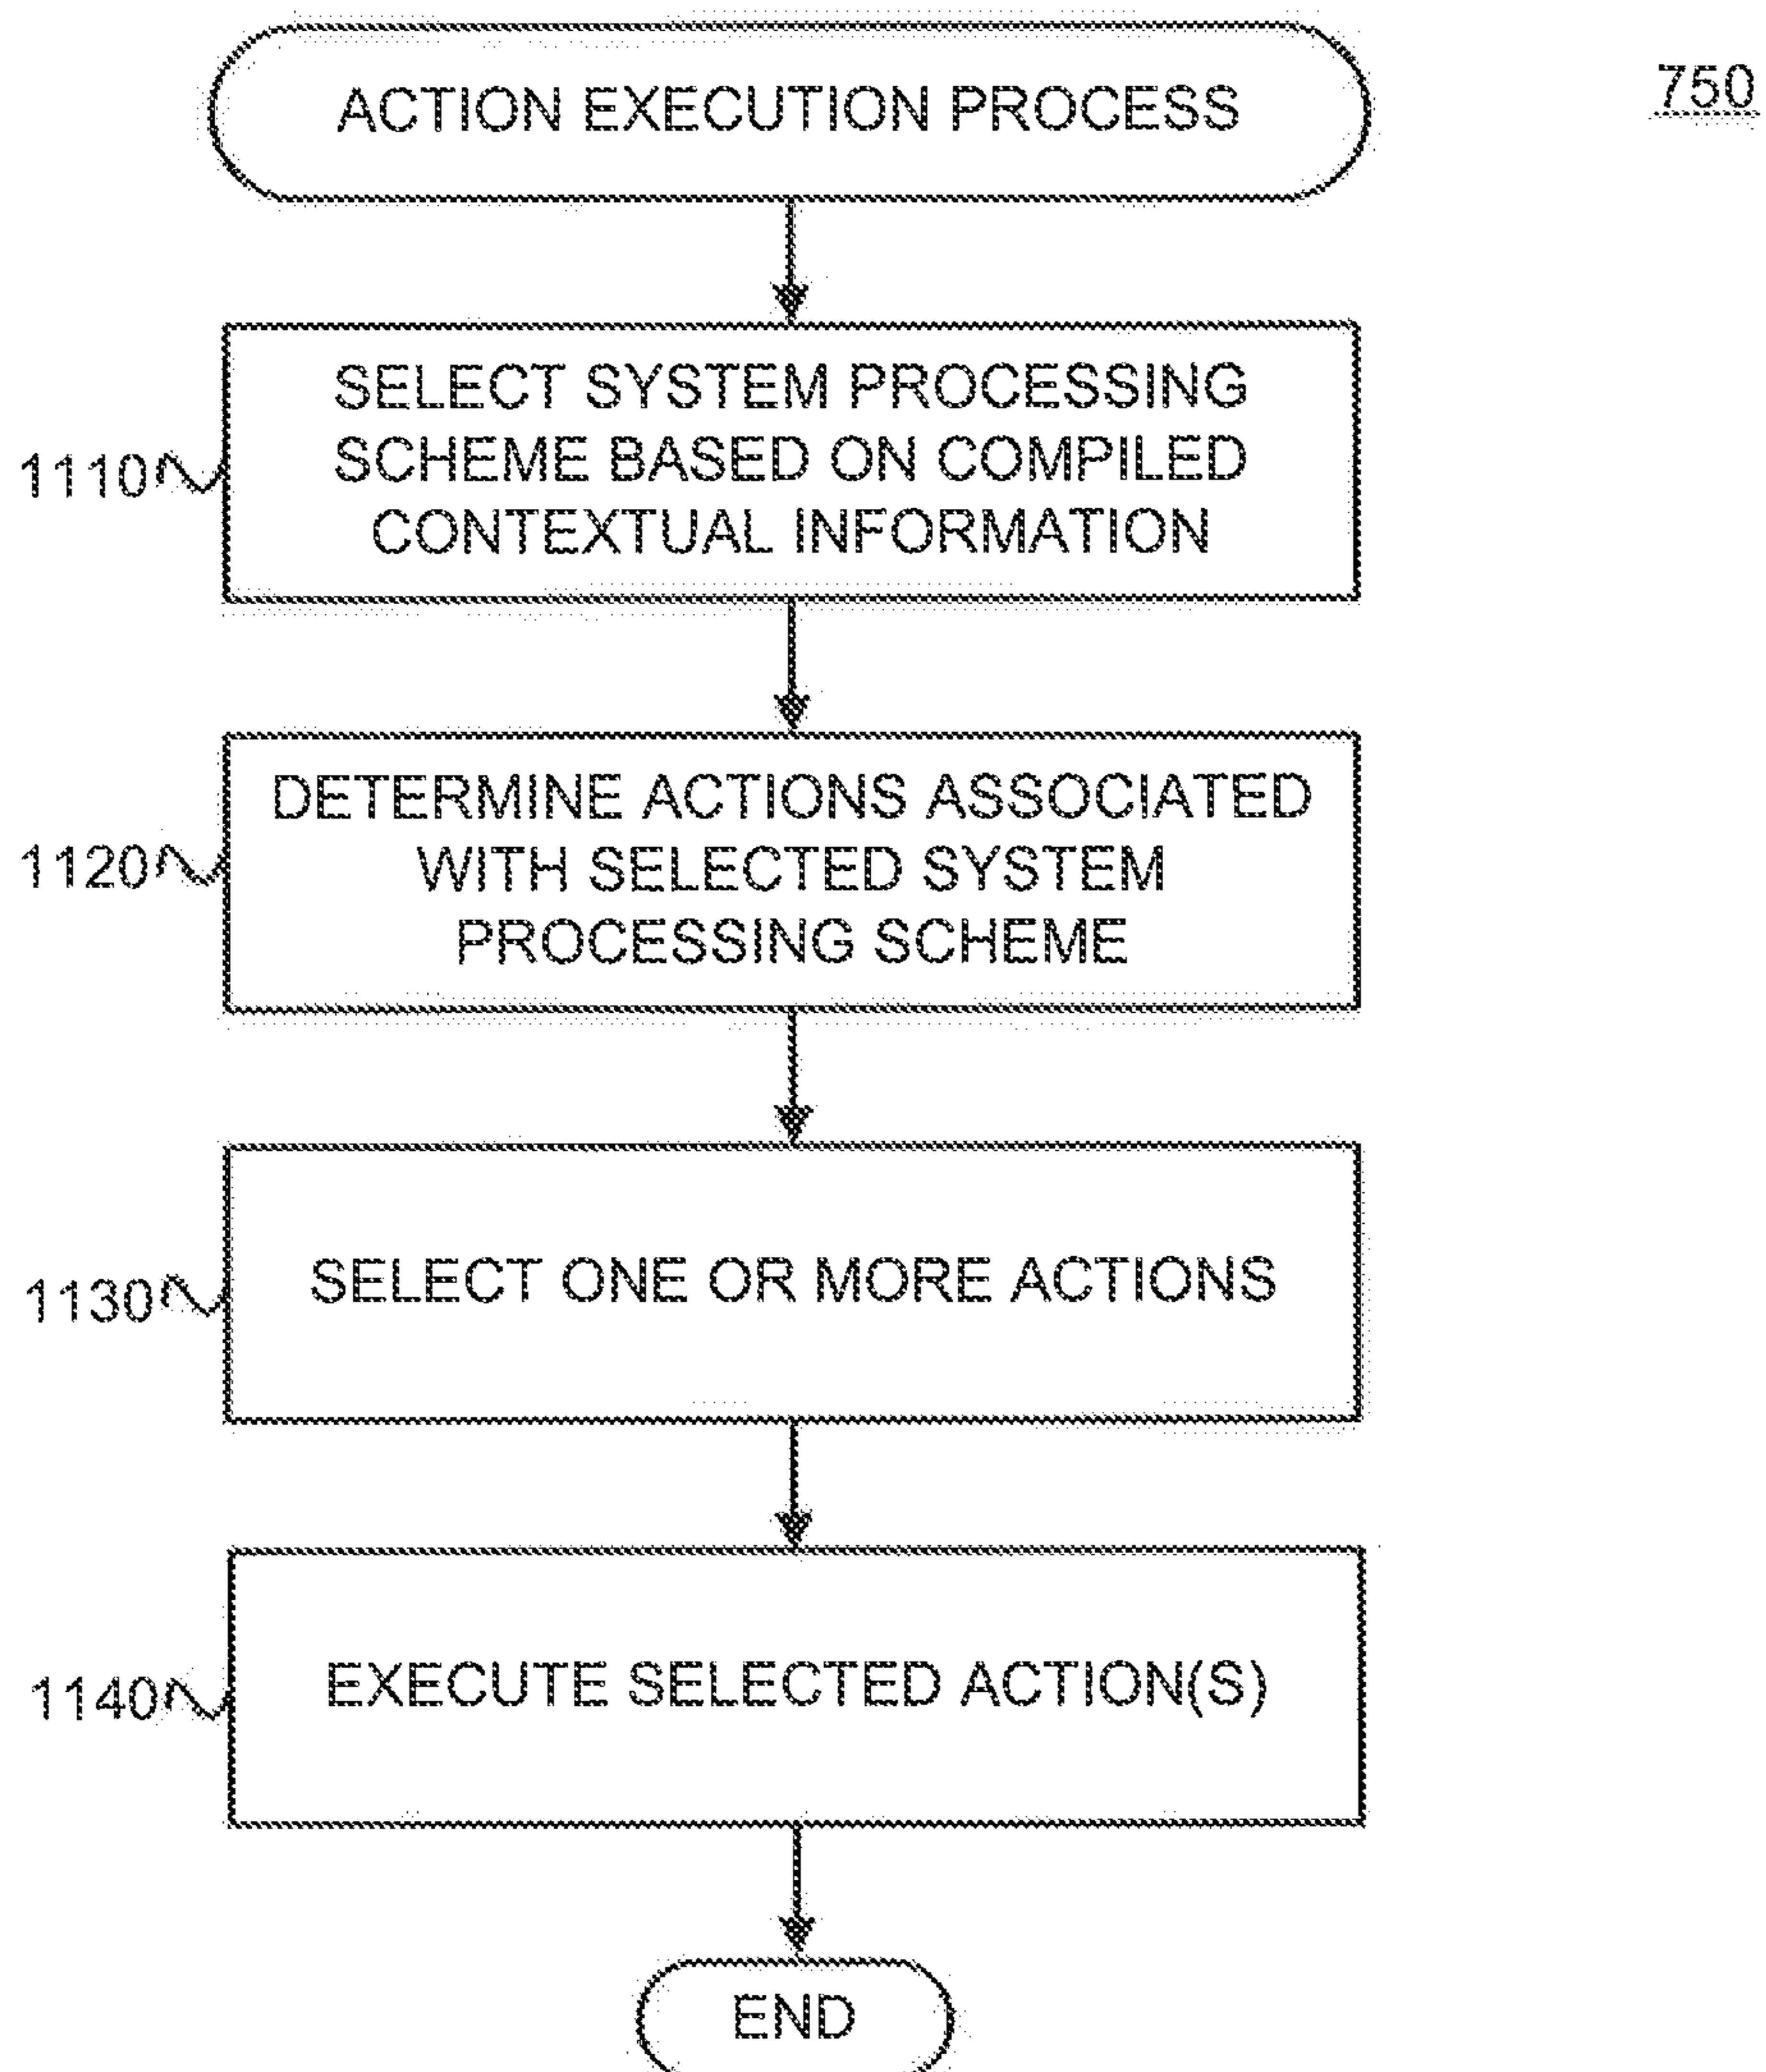 ACTION EXECUTION PROCESS
750
SELECT SYSTEM PROCESSING
SCHEME BASED ON COMPILED
CONTEXTUAL INFORMATION
1110
DETERMINE ACTIONS ASSOCIATED
WITH SELECTED SYSTEM
PROCESSING SCHEME
1120
SELECT ONE OR MORE ACTIONS
1130
EXECUTE SELECTED ACTION(S)
1140
END